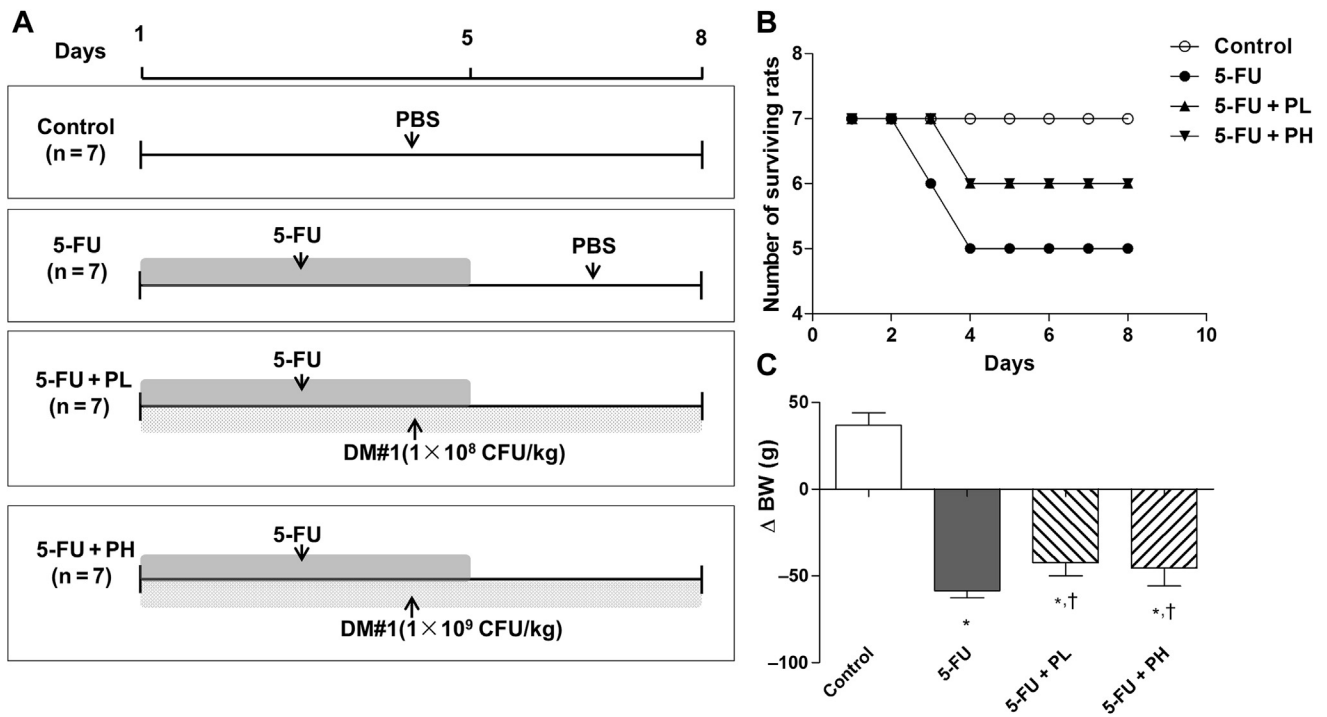 A
1
5
8
Days
Control
(n = 7)
PBS
5-FU
(n = 7)
5-FU
PBS
5-FU + PL
(n = 7)
5-FU
DM#1(1 × 10⁸ CFU/kg)
5-FU + PH
(n = 7)
5-FU
DM#1(1 × 10⁹ CFU/kg)
B
Number of surviving rats
8
7
6
5
4
0
2
4
6
8
10
Days
Control
5-FU
5-FU + PL
5-FU + PH
C
Δ BW (g)
50
0
–50
–100
*
*,†
*,†
Control
5-FU
5-FU + PL
5-FU + PH